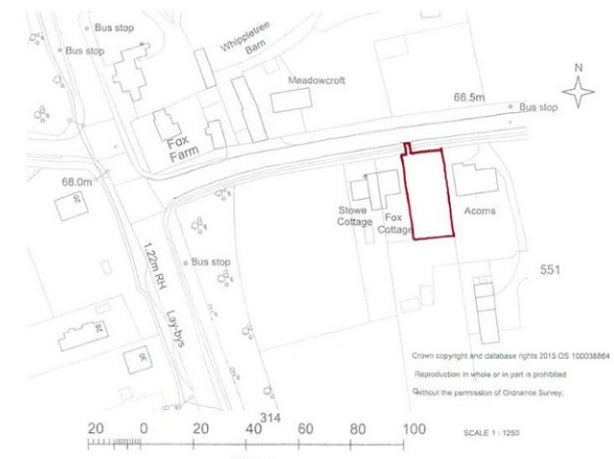 Bus stop
Bus stop
Whippletree
Barn
Meadowcroft
N
66.5m
Bus stop
Fox
Farm
68.0m
Stowe
Cottage
Fox
Cottage
Acorns
Bus stop
1.22m RH
Lay-bys
551
Crown copyright and database rights 2015 OS 100038864
Reproduction in whole or in part is prohibited
without the permission of Ordnance Survey.
314
20 0 20 40 60 80 100
SCALE 1 : 1250